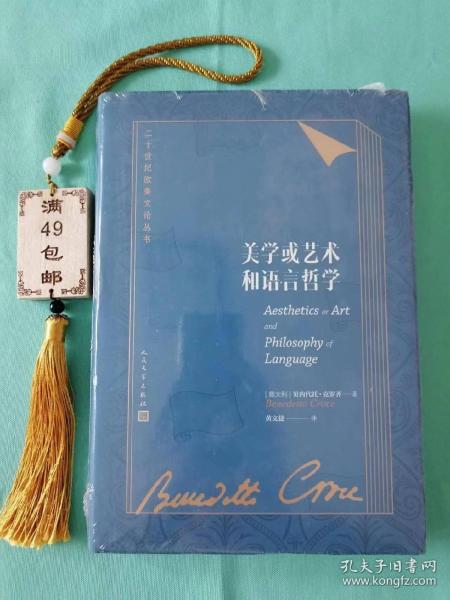 满
49
包
邮
二十世纪欧美文论丛书
美学或艺术
和语言哲学
Aesthetics or Art
and
Philosophy of
Language
[意大利] 贝内代托·克罗齐——著
Benedetto Croce
黄文捷——译
人民文学出版社
Benedetto Croce
孔夫子旧书网
www.kongfz.com